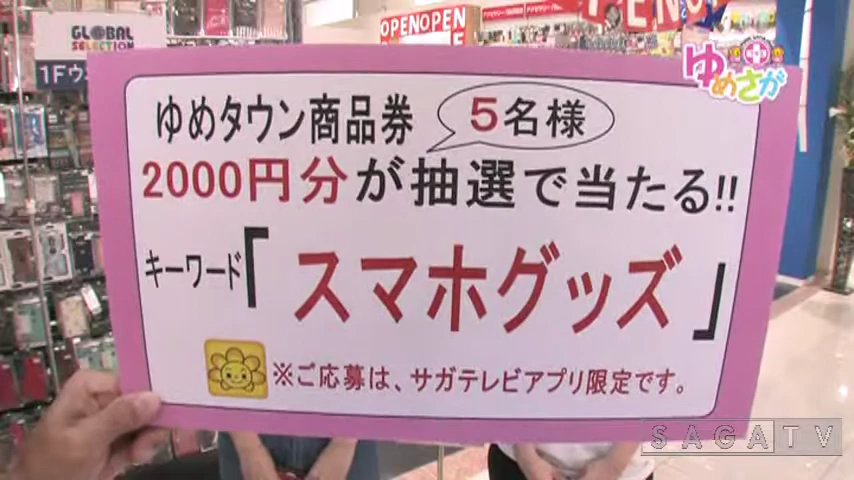 OPENOPEN
GLOBAL
SELECTION
1Fウ
ゆめさが
ゆめタウン商品券 5名様
2000円分が抽選で当たる!!
キーワード「スマホグッズ」
※ご応募は、サガテレビアプリ限定です。
SAGATV